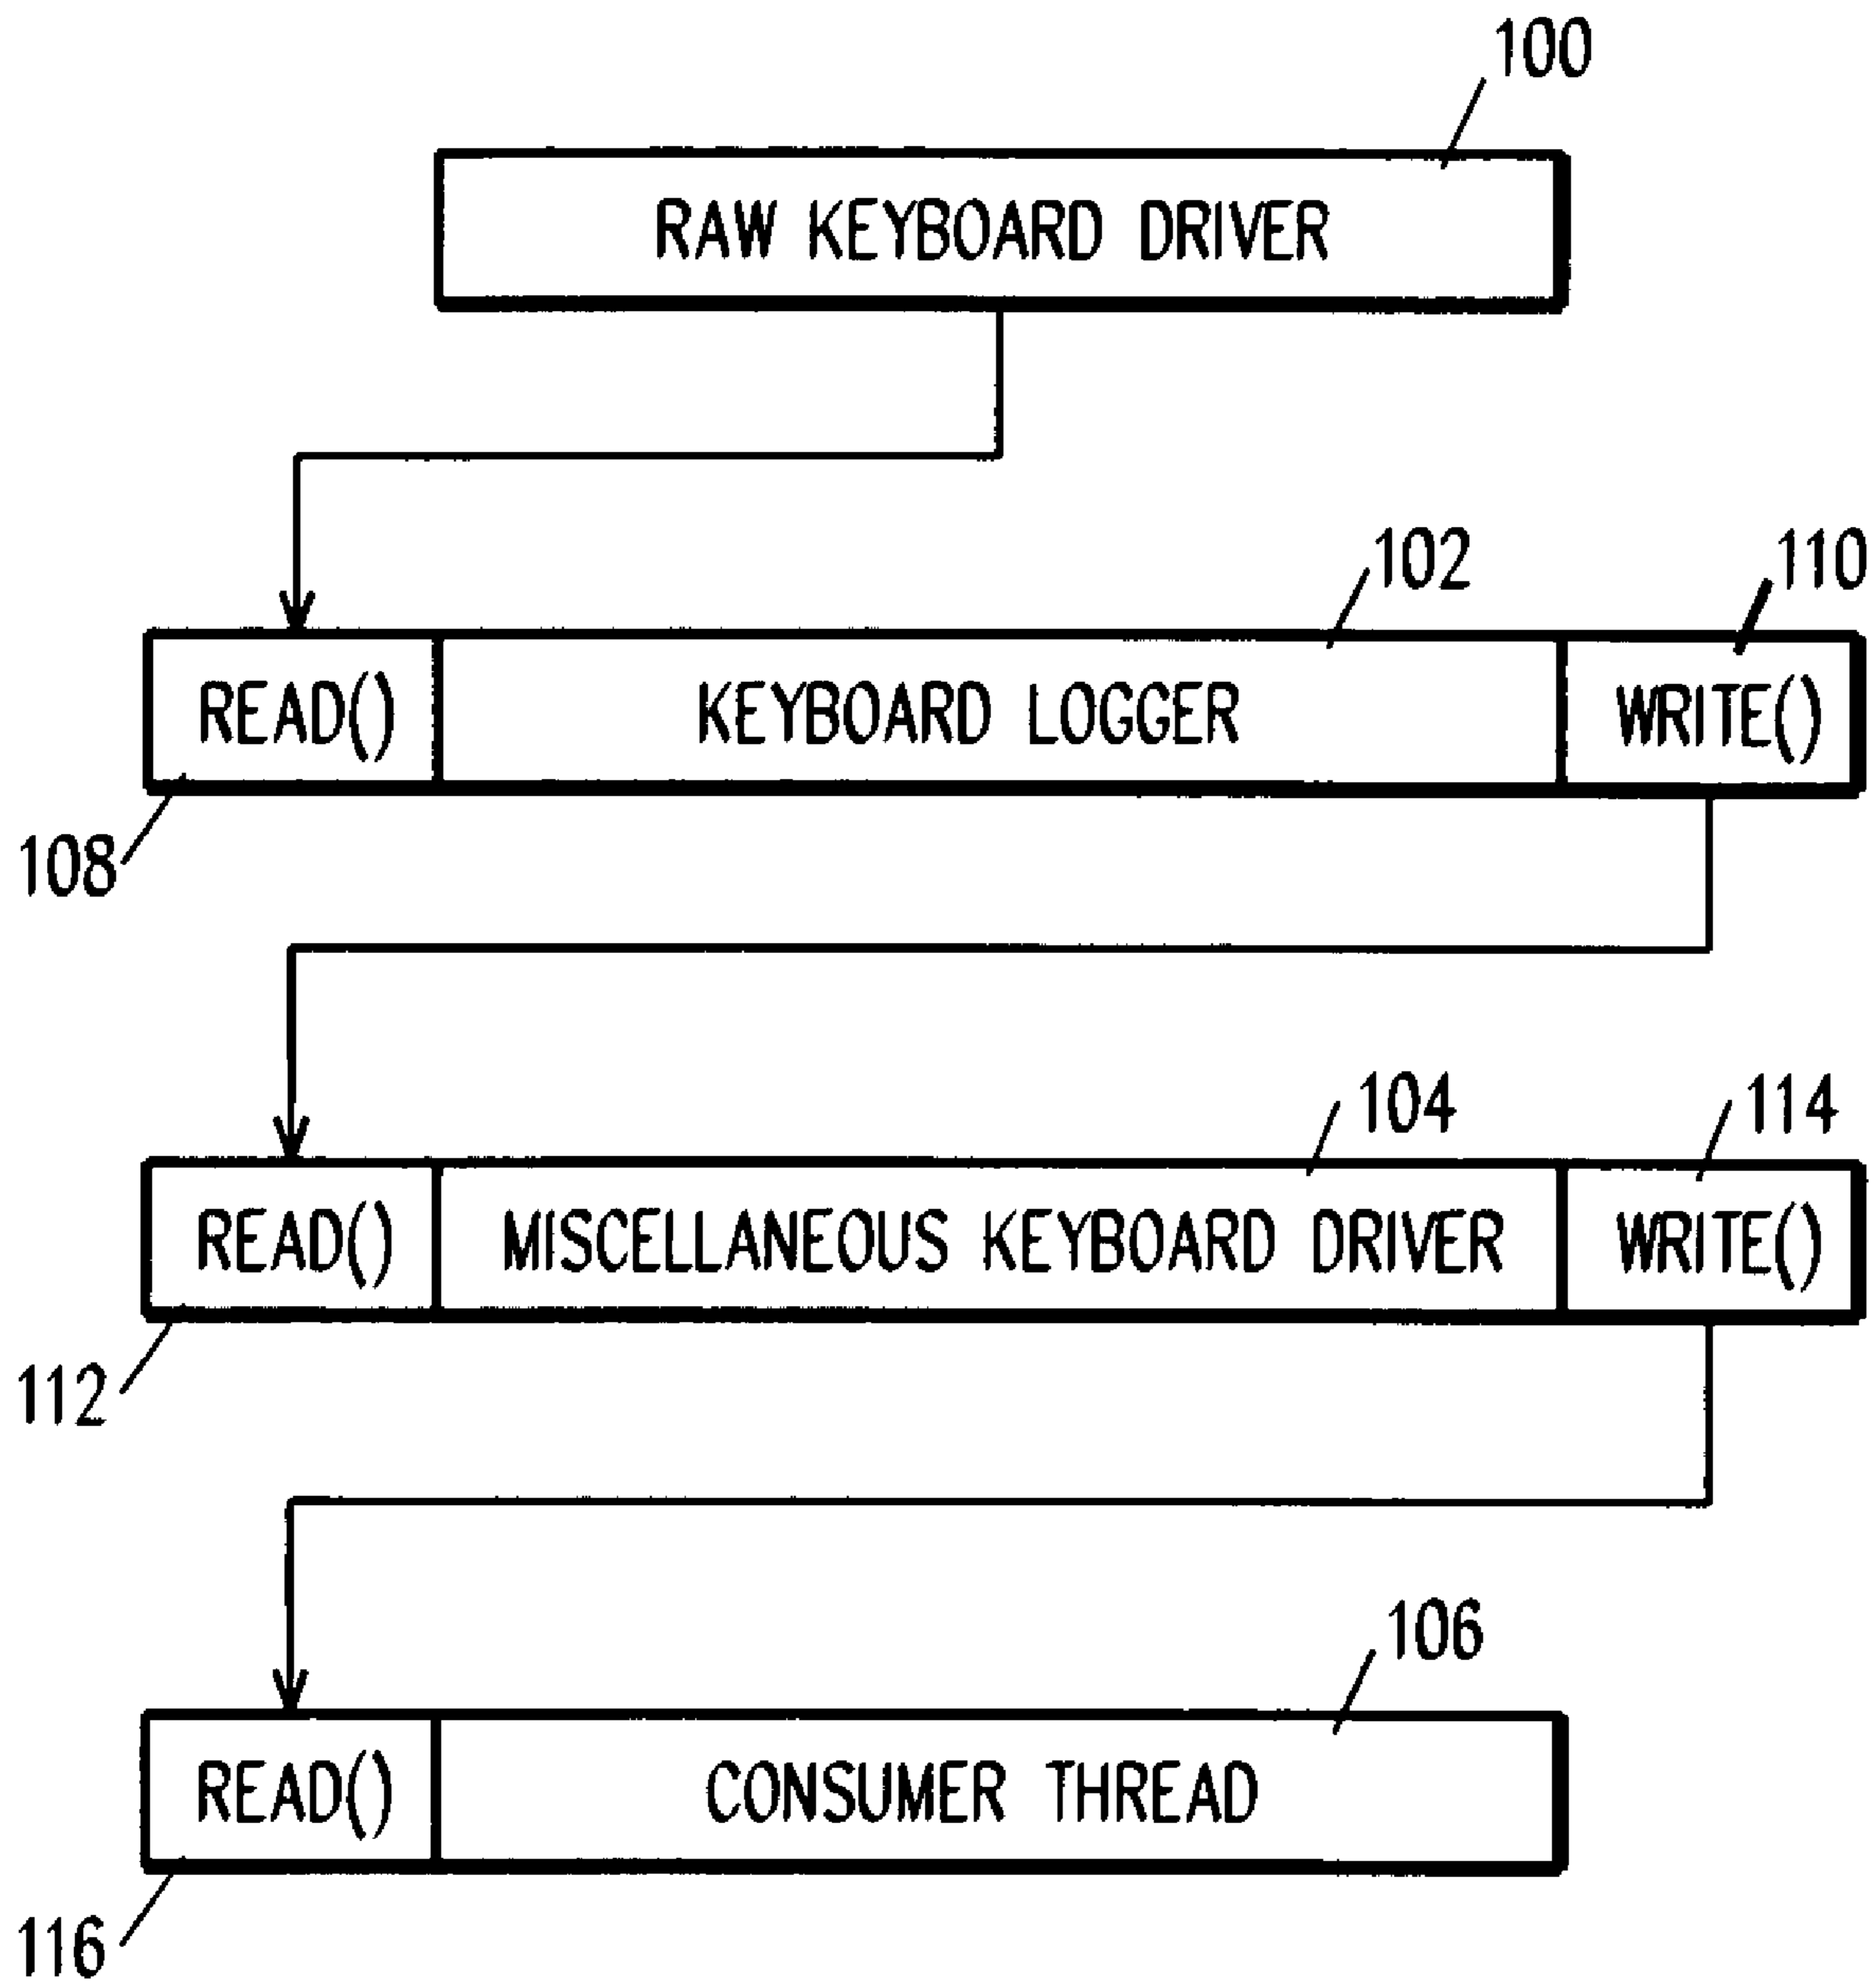 100
RAW KEYBOARD DRIVER
102
110
READ() KEYBOARD LOGGER WRITE()
108
104
114
READ() MISCELLANEOUS KEYBOARD DRIVER WRITE()
112
106
READ() CONSUMER THREAD
116